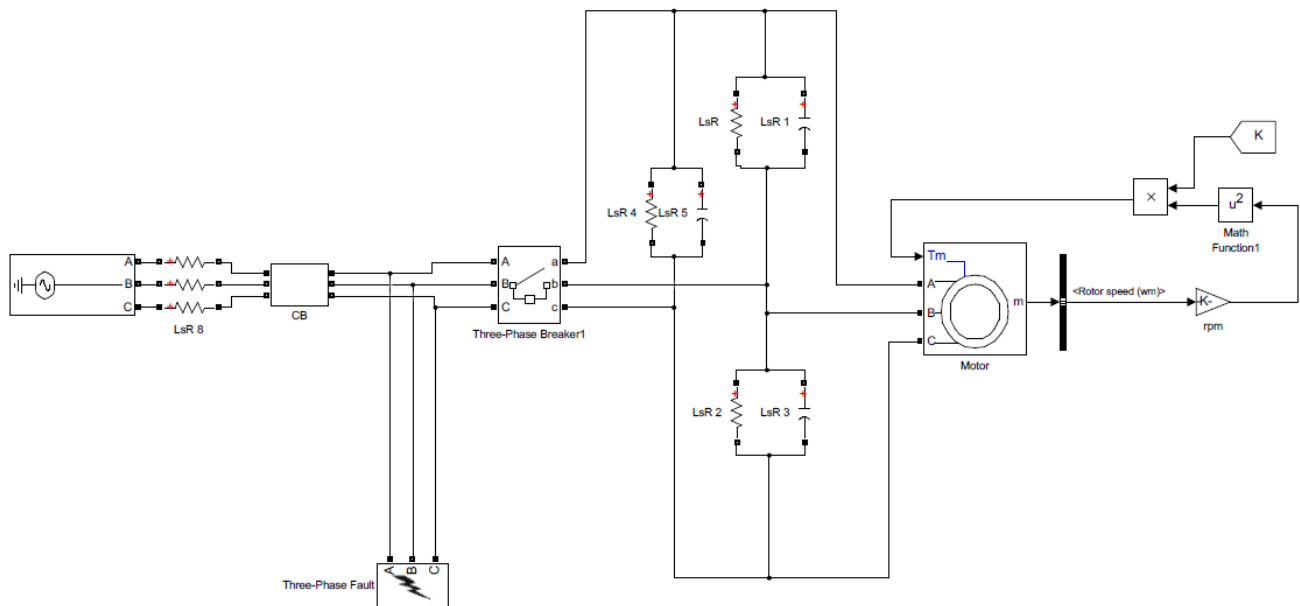 LsR
LsR 1
K
×
u²
Math
Function1
LsR 4
LsR 5
A
B
C
LsR 8
CB
A
B
C
a
b
c
Three-Phase Breaker1
Tm
A
B
C
m
Motor
<Rotor speed (wm)>
-K-
rpm
LsR 2
LsR 3
A
B
C
Three-Phase Fault